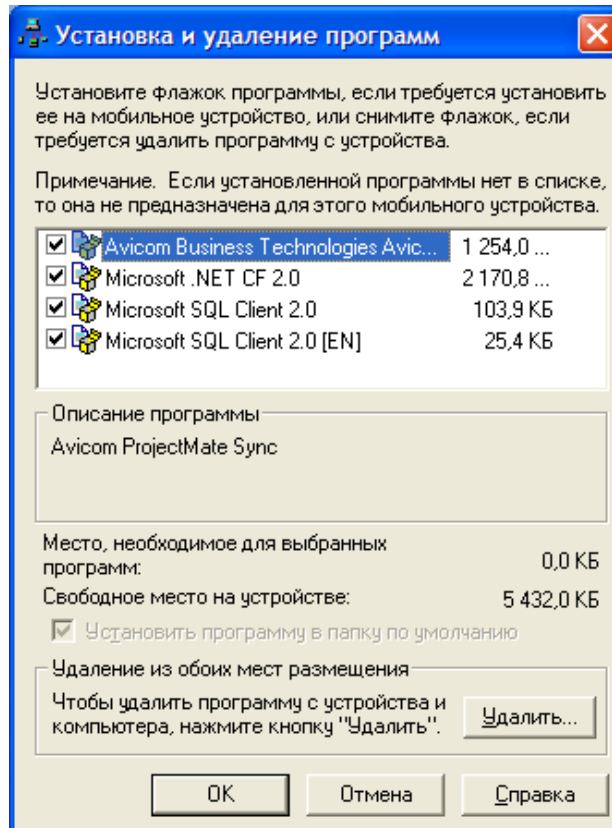 Установка и удаление программ
Установите флажок программы, если требуется установить
ее на мобильное устройство, или снимите флажок, если
требуется удалить программу с устройства.
Примечание. Если установленной программы нет в списке,
то она не предназначена для этого мобильного устройства.
Avicom Business Technologies Avic... 1 254,0 ...
Microsoft .NET CF 2.0 2 170,8 ...
Microsoft SQL Client 2.0 103,9 КБ
Microsoft SQL Client 2.0 [EN] 25,4 КБ
Описание программы
Avicom ProjectMate Sync
Место, необходимое для выбранных
программ: 0,0 КБ
Свободное место на устройстве: 5 432,0 КБ
Установить программу в папку по умолчанию
Удаление из обоих мест размещения
Чтобы удалить программу с устройства и
компьютера, нажмите кнопку "Удалить". Удалить...
OK Отмена Справка